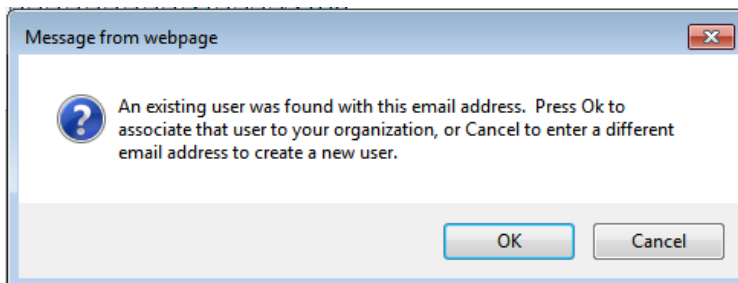 Message from webpage
An existing user was found with this email address.  Press Ok to
associate that user to your organization, or Cancel to enter a different
email address to create a new user.
OK
Cancel